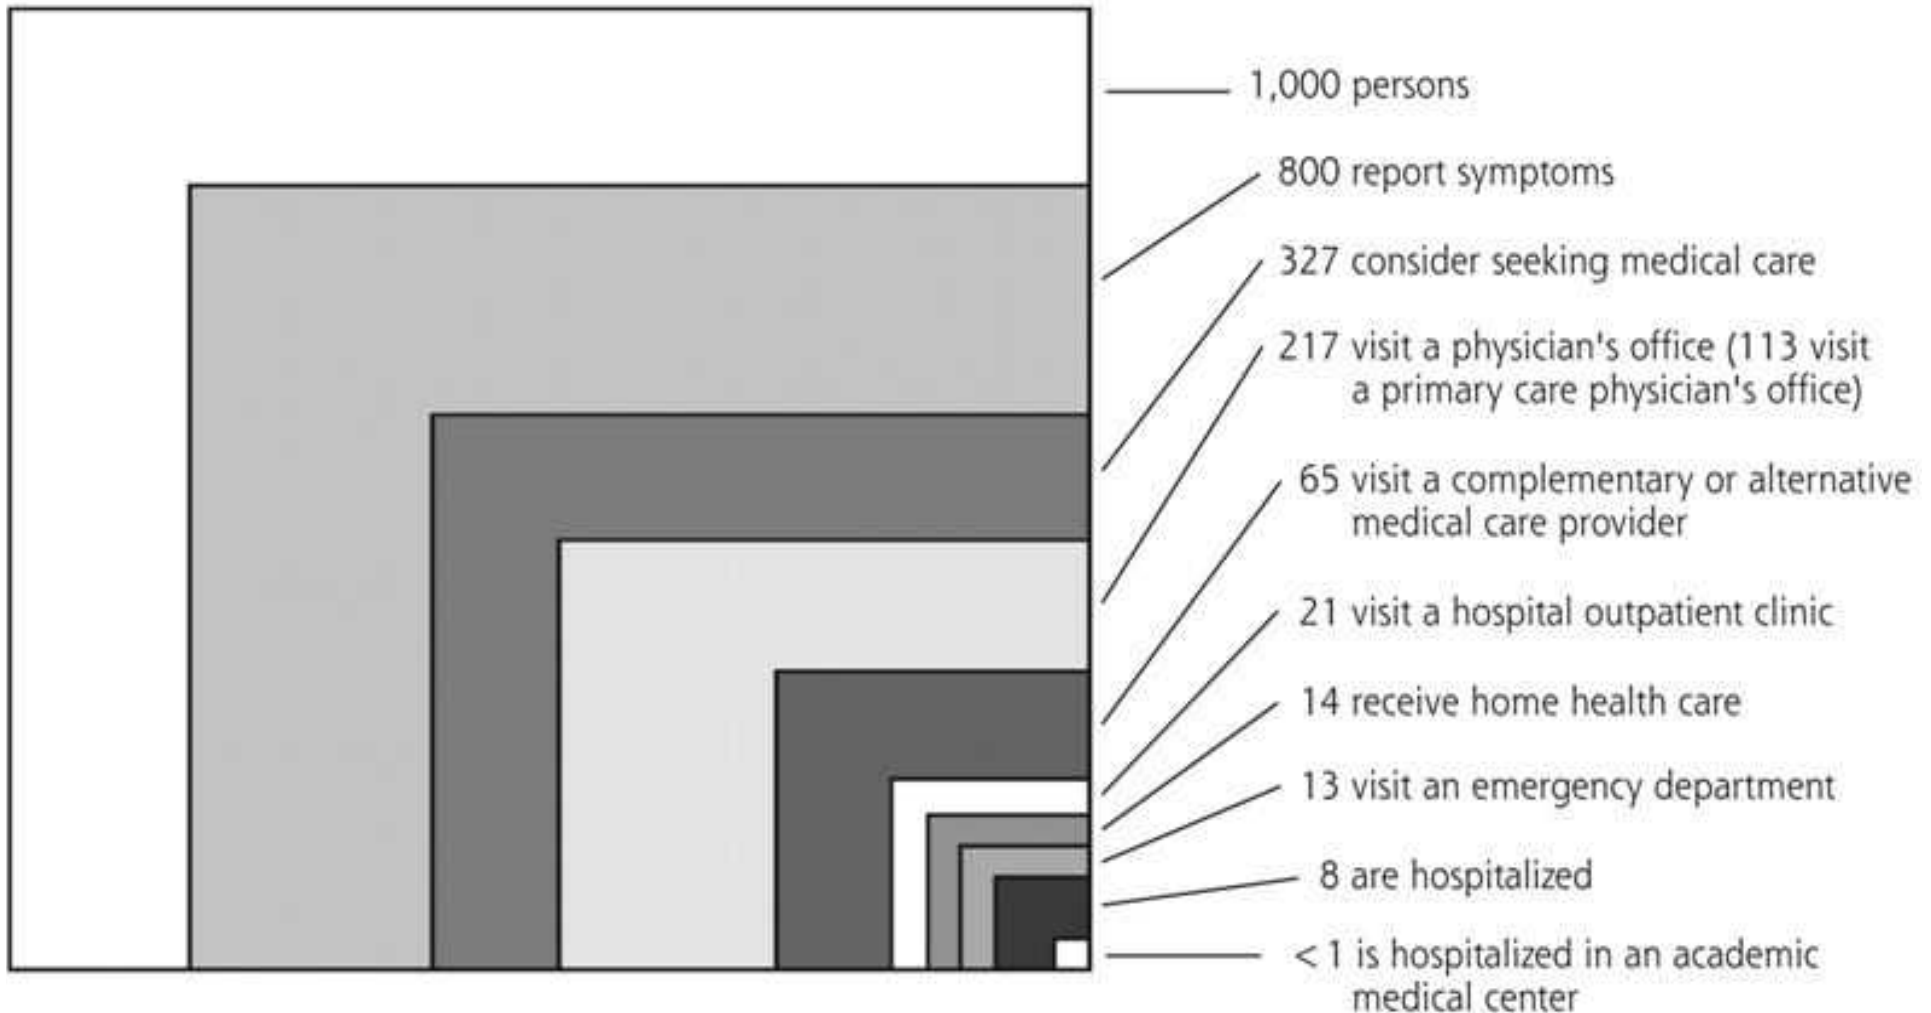 1,000 persons
800 report symptoms
327 consider seeking medical care
217 visit a physician's office (113 visit
a primary care physician's office)
65 visit a complementary or alternative
medical care provider
21 visit a hospital outpatient clinic
14 receive home health care
13 visit an emergency department
8 are hospitalized
< 1 is hospitalized in an academic
medical center